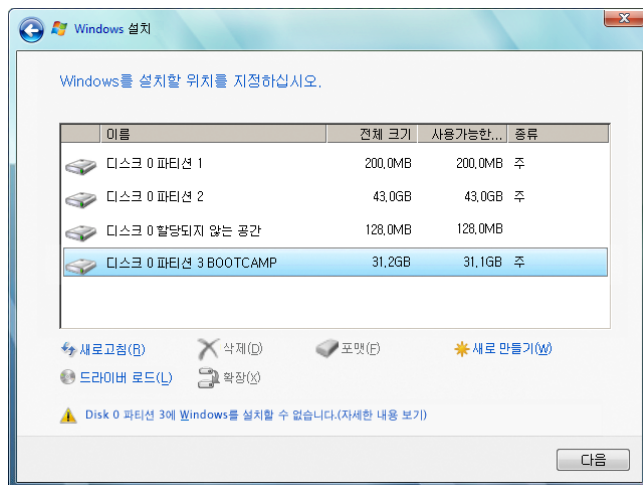 Windows 설치
Windows를 설치할 위치를 지정하십시오.
이름 전체 크기 사용가능한... 종류
디스크 0 파티션 1 200,0MB 200,0MB 주
디스크 0 파티션 2 43,0GB 43,0GB 주
디스크 0 할당되지 않는 공간 128,0MB 128,0MB
디스크 0 파티션 3 BOOTCAMP 31,2GB 31,1GB 주
새로고침(R) 삭제(D) 포맷(F) 새로 만들기(W)
드라이버 로드(L) 확장(X)
Disk 0 파티션 3에 Windows를 설치할 수 없습니다.(자세한 내용 보기)
다음